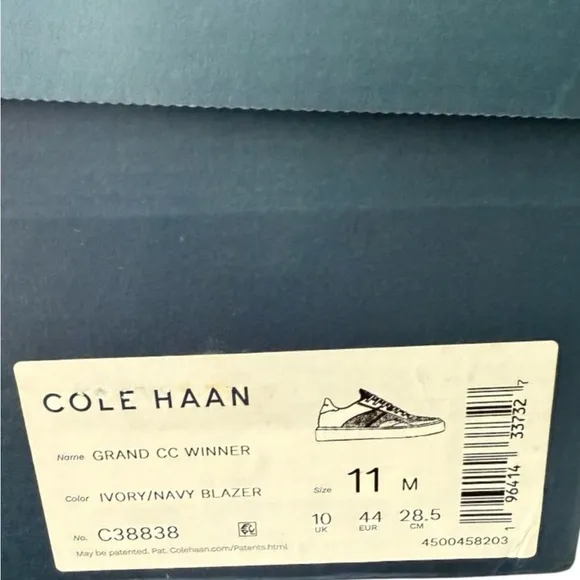 COLE HAAN
Name GRAND CC WINNER
Color IVORY/NAVY BLAZER
No. C38838
May be patented. Pat. Colehaan.com/Patents.html
Size 11 M
10 44 28.5
UK EUR CM
1 96414 33732 7
4500458203